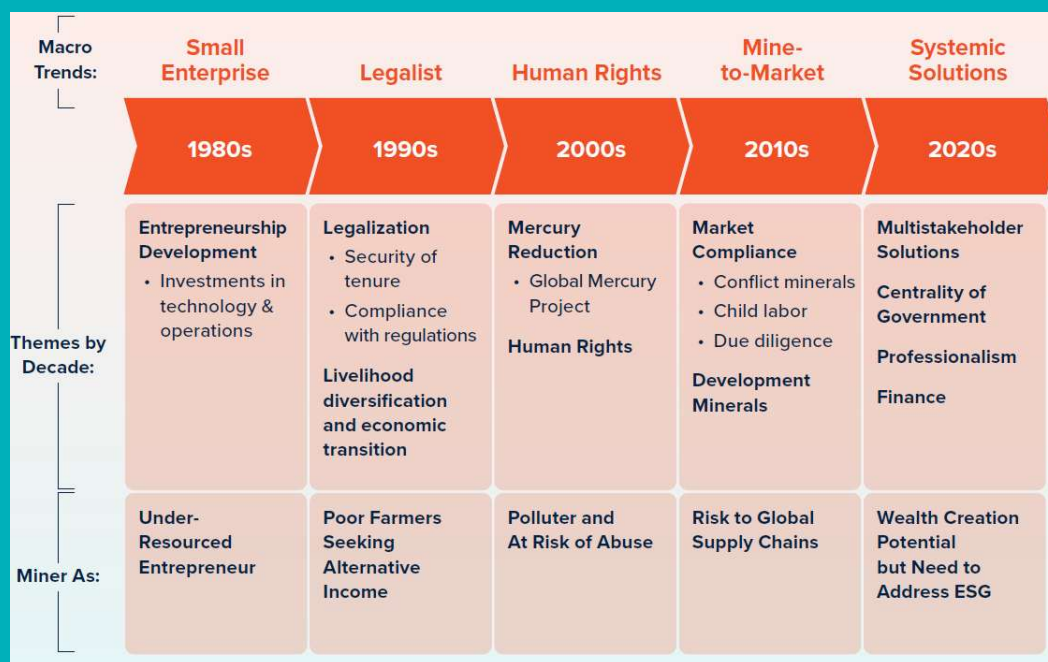 Macro
Trends:
Small
Enterprise
Legalist
Human Rights
Mine-
to-Market
Systemic
Solutions
1980s
1990s
2000s
2010s
2020s
Themes by
Decade:
Entrepreneurship
Development
• Investments in
technology &
operations
Legalization
• Security of
tenure
• Compliance
with regulations
Livelihood
diversification
and economic
transition
Mercury
Reduction
• Global Mercury
Project
Human Rights
Market
Compliance
• Conflict minerals
• Child labor
• Due diligence
Development
Minerals
Multistakeholder
Solutions
Centrality of
Government
Professionalism
Finance
Miner As:
Under-
Resourced
Entrepreneur
Poor Farmers
Seeking
Alternative
Income
Polluter and
At Risk of Abuse
Risk to Global
Supply Chains
Wealth Creation
Potential
but Need to
Address ESG